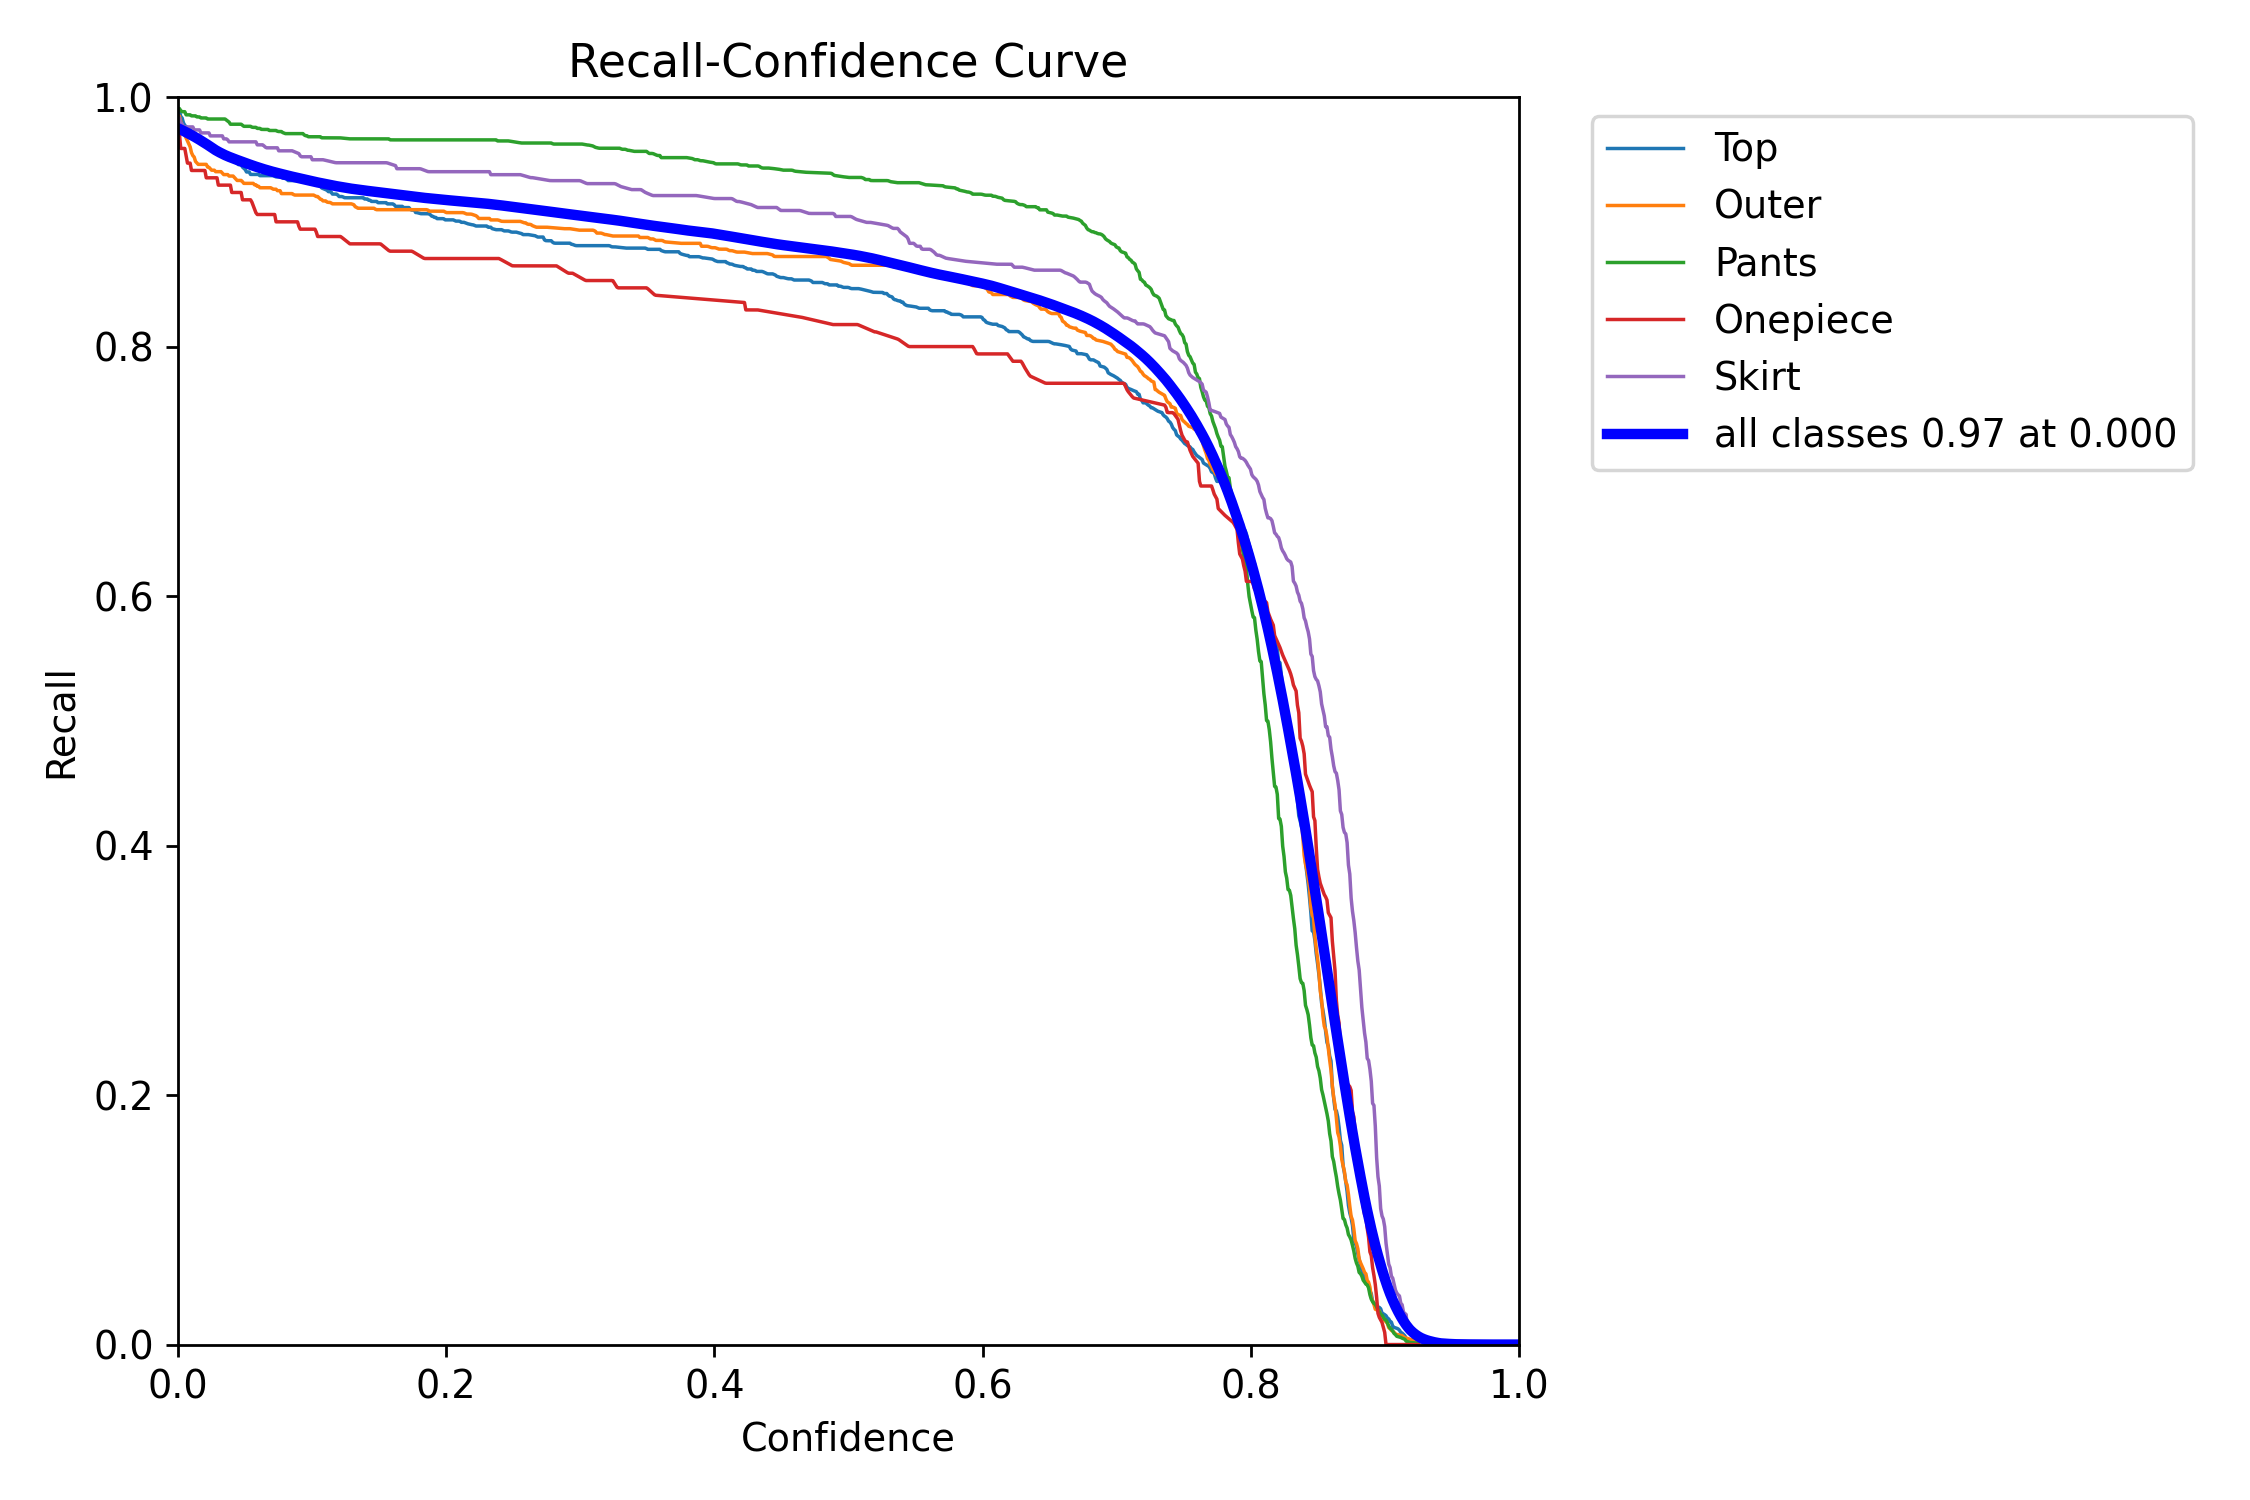 Recall-Confidence Curve
Recall
1.0
0.8
0.6
0.4
0.2
0.0
0.0 0.2 0.4 0.6 0.8 1.0
Confidence
Top
Outer
Pants
Onepiece
Skirt
all classes 0.97 at 0.000